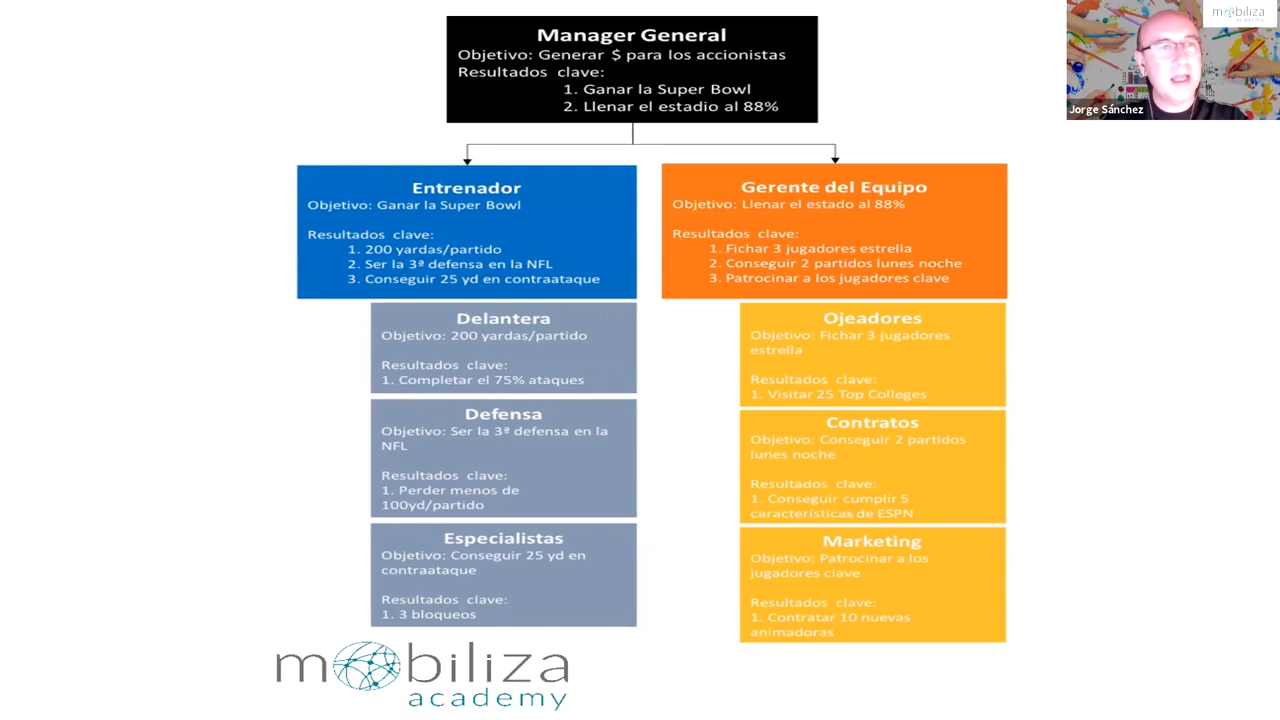 Manager General
Objetivo: Generar $ para los accionistas
Resultados clave:
1. Ganar la Super Bowl
2. Llenar el estadio al 88%
Entrenador
Objetivo: Ganar la Super Bowl
Resultados clave:
1. 200 yardas/partido
2. Ser la 3ª defensa en la NFL
3. Conseguir 25 yd en contraataque
Delantera
Objetivo: 200 yardas/partido
Resultados clave:
1. Completar el 75% ataques
Defensa
Objetivo: Ser la 3ª defensa en la
NFL
Resultados clave:
1. Perder menos de
100yd/partido
Especialistas
Objetivo: Conseguir 25 yd en
contraataque
Resultados clave:
1. 3 bloqueos
Gerente del Equipo
Objetivo: Llenar el estado al 88%
Resultados clave:
1. Fichar 3 jugadores estrella
2. Conseguir 2 partidos lunes noche
3. Patrocinar a los jugadores clave
Ojeadores
Objetivo: Fichar 3 jugadores
estrella
Resultados clave:
1. Visitar 25 Top Colleges
Contratos
Objetivo: Conseguir 2 partidos
lunes noche
Resultados clave:
1. Conseguir cumplir 5
características de ESPN
Marketing
Objetivo: Patrocinar a los
jugadores clave
Resultados clave:
1. Contratar 10 nuevas
animadoras
mobiliza
academy
mobiliza
academy
Jorge Sánchez